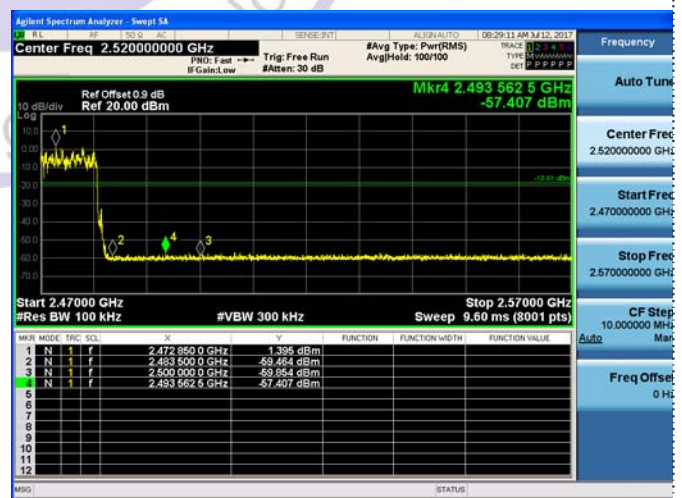 Agilent Spectrum Analyzer - Swept SA
RL RF 50 Ω AC SENSE:INT ALIGN AUTO 08:29:11 AM Jul 12, 2017
Center Freq 2.520000000 GHz #Avg Type: Pwr(RMS) TRACE 1 2 3 4 5 6
PNO: Fast Trig: Free Run Avg|Hold: 100/100 TYPE M
IFGain:Low #Atten: 30 dB DET P P P P P P
Mkr4 2.493 562 5 GHz
-57.407 dBm
Ref Offset 0.9 dB
10 dB/div Ref 20.00 dBm
Log
10.0
0.00
-10.0
-20.0
-30.0
-40.0
-50.0
-60.0
-70.0
1
2
4
3
Start 2.47000 GHz Stop 2.57000 GHz
#Res BW 100 kHz #VBW 300 kHz Sweep 9.60 ms (8001 pts)
MKR MODE TRC SCL X Y FUNCTION FUNCTION WIDTH FUNCTION VALUE
1 N 1 f 2.472 850 0 GHz 1.395 dBm
2 N 1 f 2.483 500 0 GHz -59.464 dBm
3 N 1 f 2.500 000 0 GHz -59.854 dBm
4 N 1 f 2.493 562 5 GHz -57.407 dBm
5
6
7
8
9
10
11
12
MSG STATUS
Frequency
Auto Tune
Center Freq
2.520000000 GHz
Start Freq
2.470000000 GHz
Stop Freq
2.570000000 GHz
CF Step
10.000000 MHz
Auto Man
Freq Offset
0 Hz